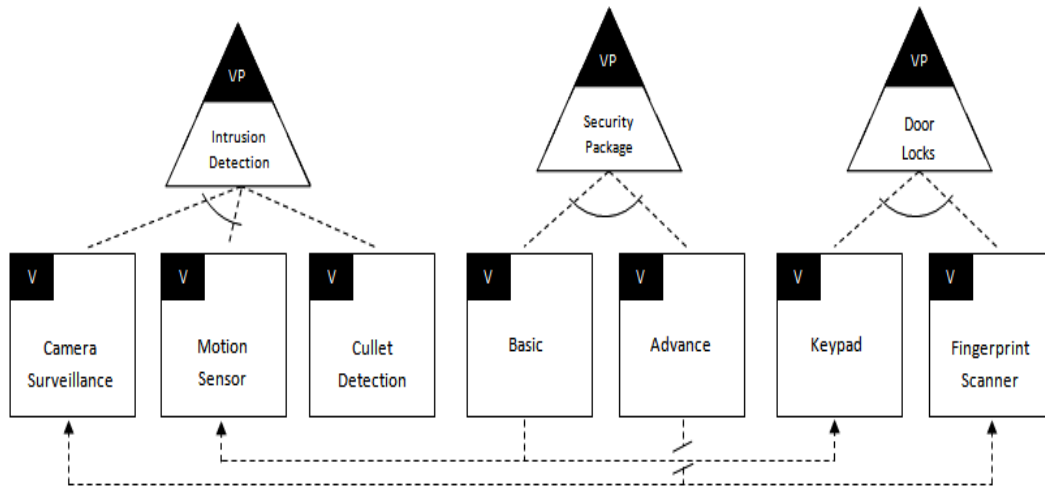 VP
Intrusion
Detection
VP
Security
Package
VP
Door
Locks
V
Camera
Surveillance
V
Motion
Sensor
V
Cullet
Detection
V
Basic
V
Advance
V
Keypad
V
Fingerprint
Scanner